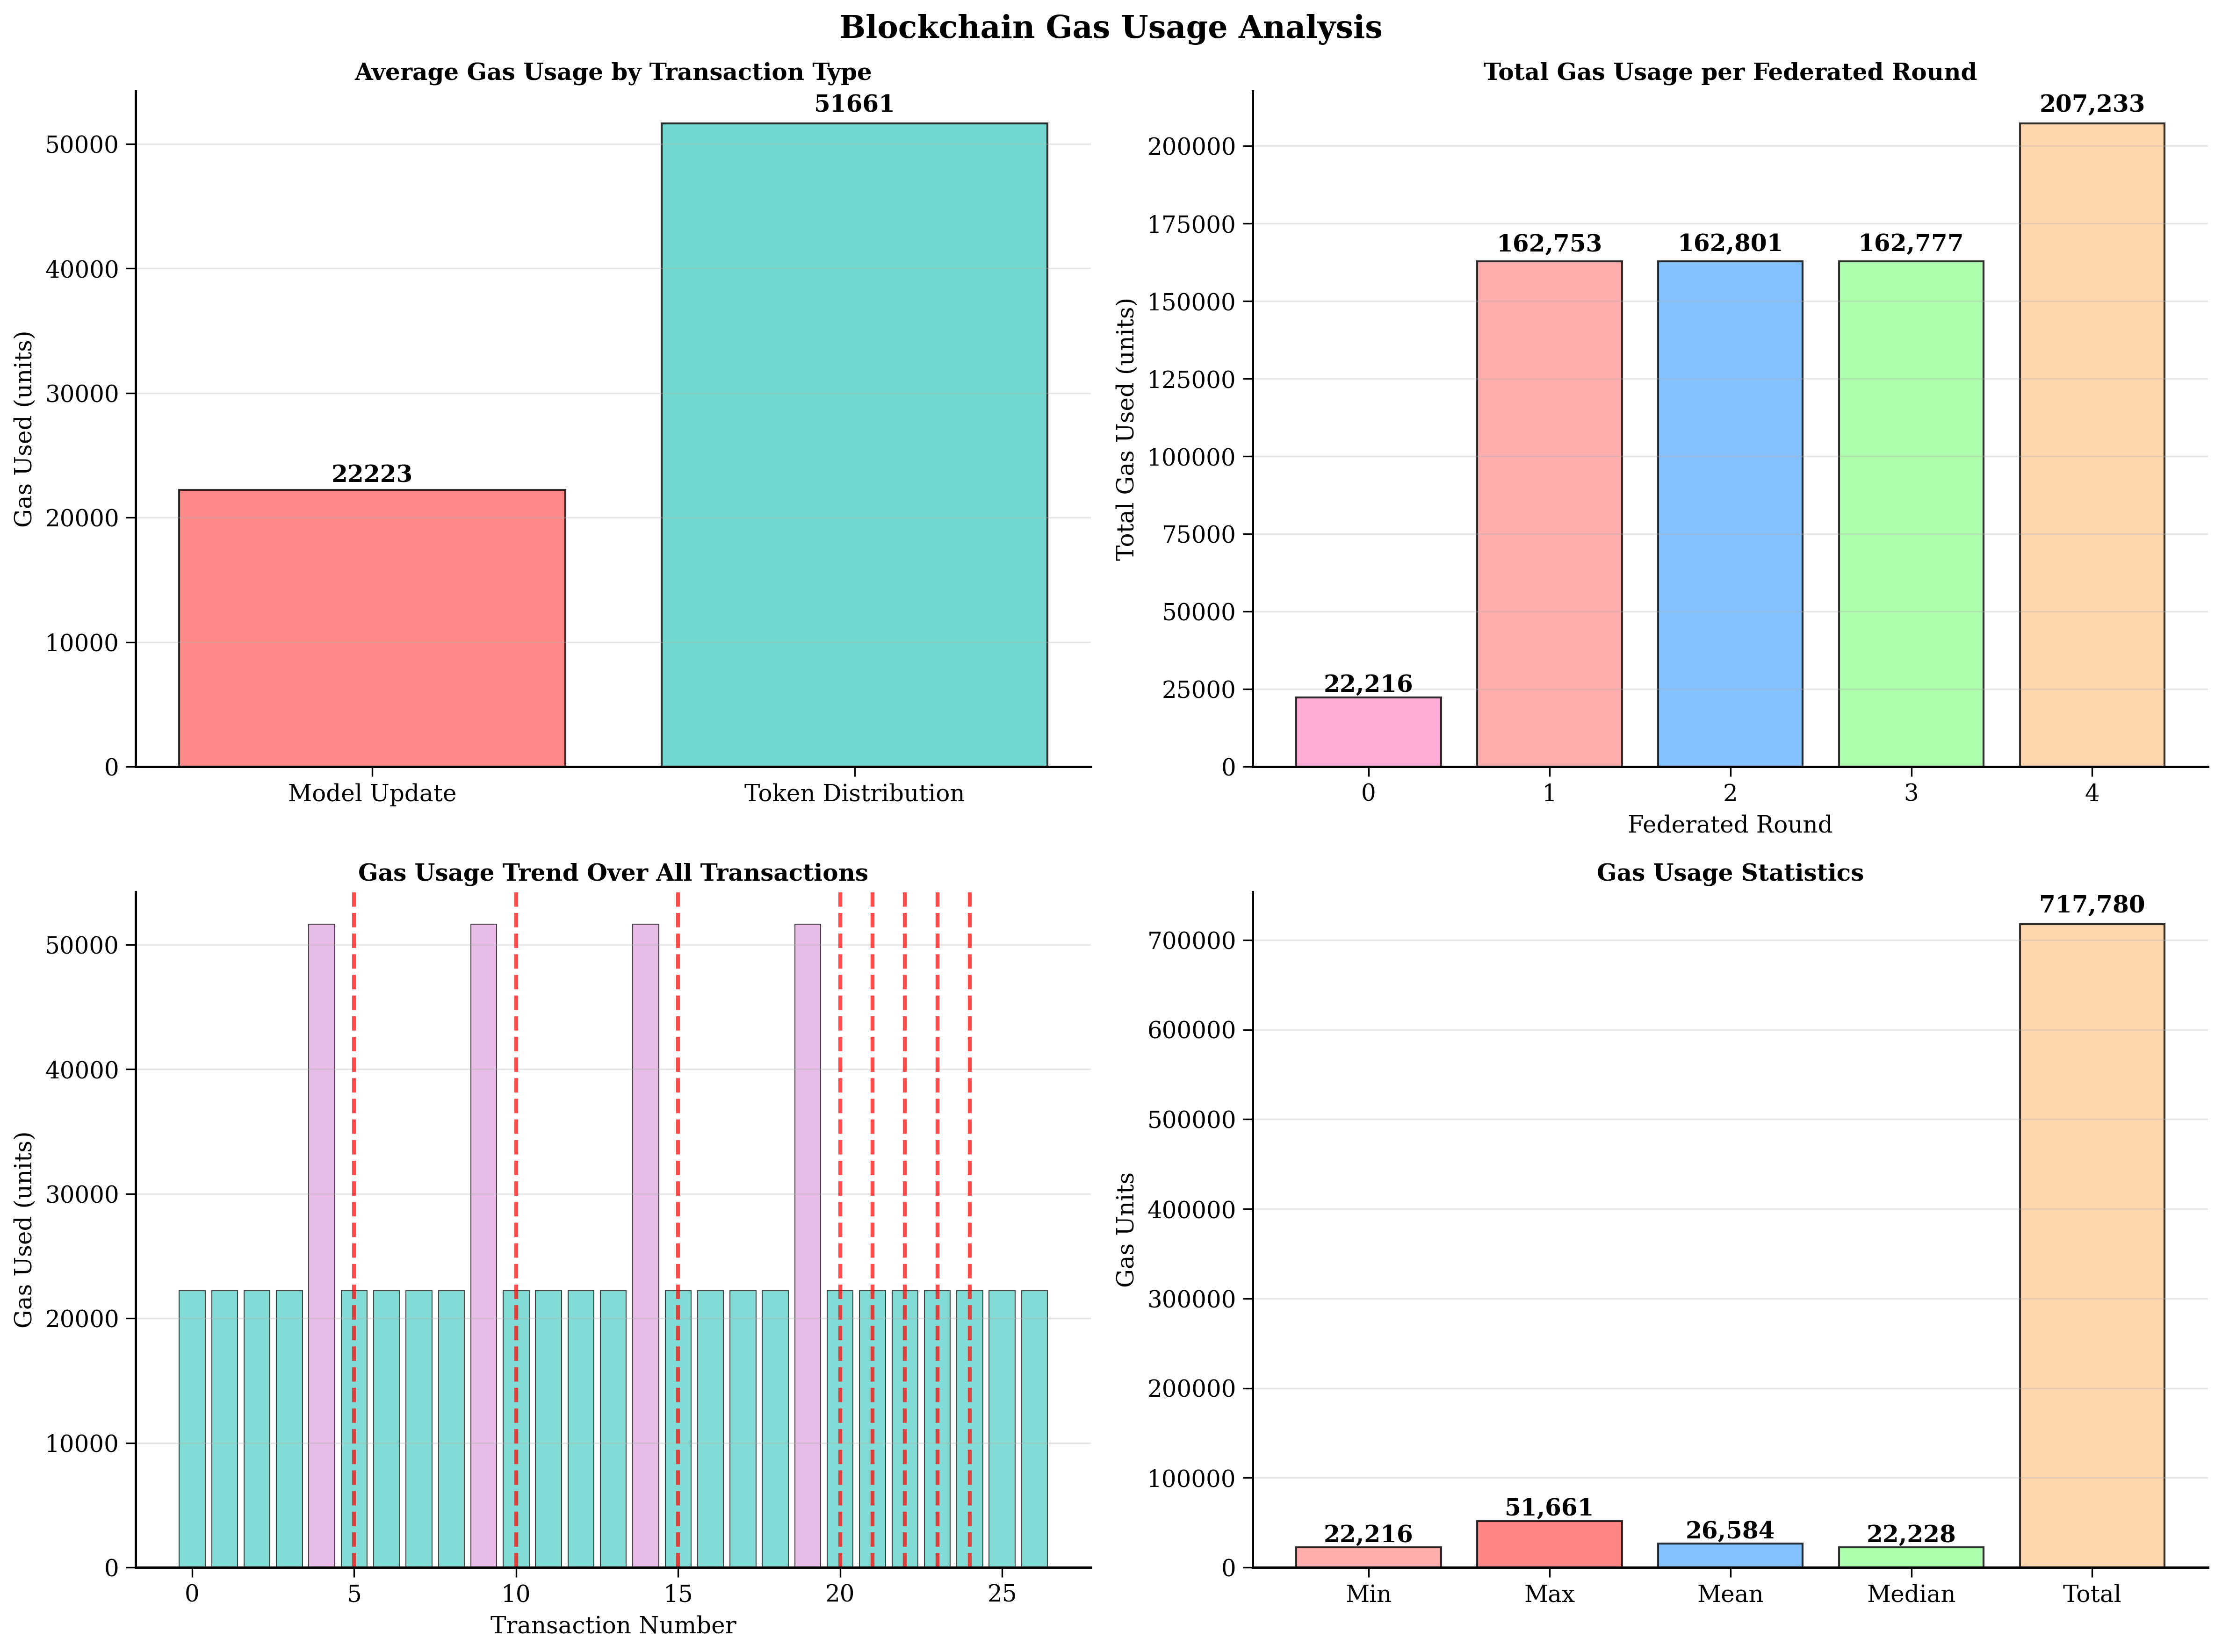 Blockchain Gas Usage Analysis
Average Gas Usage by Transaction Type
51661
22223
50000
40000
30000
20000
10000
0
Gas Used (units)
Model Update
Token Distribution
Total Gas Usage per Federated Round
207,233
162,753
162,801
162,777
22,216
200000
175000
150000
125000
100000
75000
50000
25000
0
Total Gas Used (units)
0
1
2
3
4
Federated Round
Gas Usage Trend Over All Transactions
50000
40000
30000
20000
10000
0
Gas Used (units)
0
5
10
15
20
25
Transaction Number
Gas Usage Statistics
717,780
22,216
51,661
26,584
22,228
700000
600000
500000
400000
300000
200000
100000
0
Gas Units
Min
Max
Mean
Median
Total